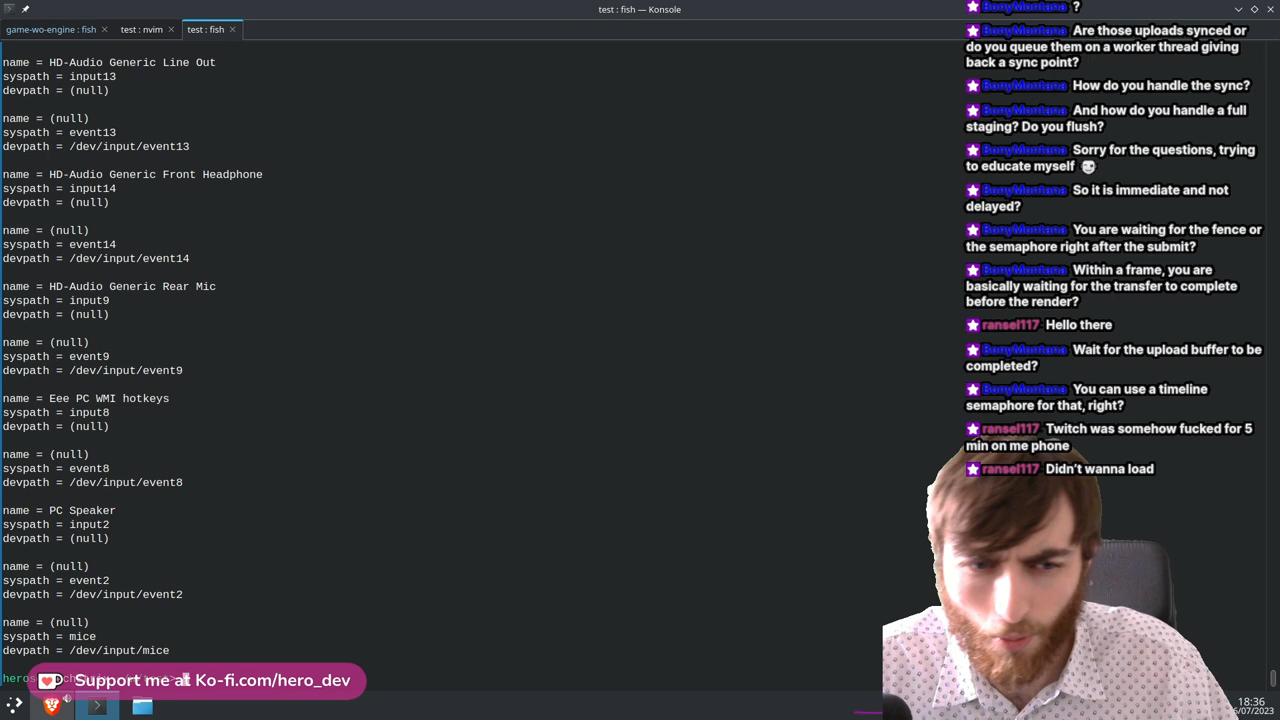 test : fish — Konsole
game-wo-engine : fish
test : nvim
test : fish
name = HD-Audio Generic Line Out
syspath = input13
devpath = (null)
name = (null)
syspath = event13
devpath = /dev/input/event13
name = HD-Audio Generic Front Headphone
syspath = input14
devpath = (null)
name = (null)
syspath = event14
devpath = /dev/input/event14
name = HD-Audio Generic Rear Mic
syspath = input9
devpath = (null)
name = (null)
syspath = event9
devpath = /dev/input/event9
name = Eee PC WMI hotkeys
syspath = input8
devpath = (null)
name = (null)
syspath = event8
devpath = /dev/input/event8
name = PC Speaker
syspath = input2
devpath = (null)
name = (null)
syspath = event2
devpath = /dev/input/event2
name = (null)
syspath = mice
devpath = /dev/input/mice
Support me at Ko-fi.com/hero_dev
BonyMontana ?
BonyMontana Are those uploads synced or
do you queue them on a worker thread giving
back a sync point?
BonyMontana How do you handle the sync?
BonyMontana And how do you handle a full
staging? Do you flush?
BonyMontana Sorry for the questions, trying
to educate myself
BonyMontana So it is immediate and not
delayed?
BonyMontana You are waiting for the fence or
the semaphore right after the submit?
BonyMontana Within a frame, you are
basically waiting for the transfer to complete
before the render?
ransel117 Hello there
BonyMontana Wait for the upload buffer to be
completed?
BonyMontana You can use a timeline
semaphore for that, right?
ransel117 Twitch was somehow fucked for 5
min on me phone
ransel117 Didn't wanna load
18:36
6/07/2023